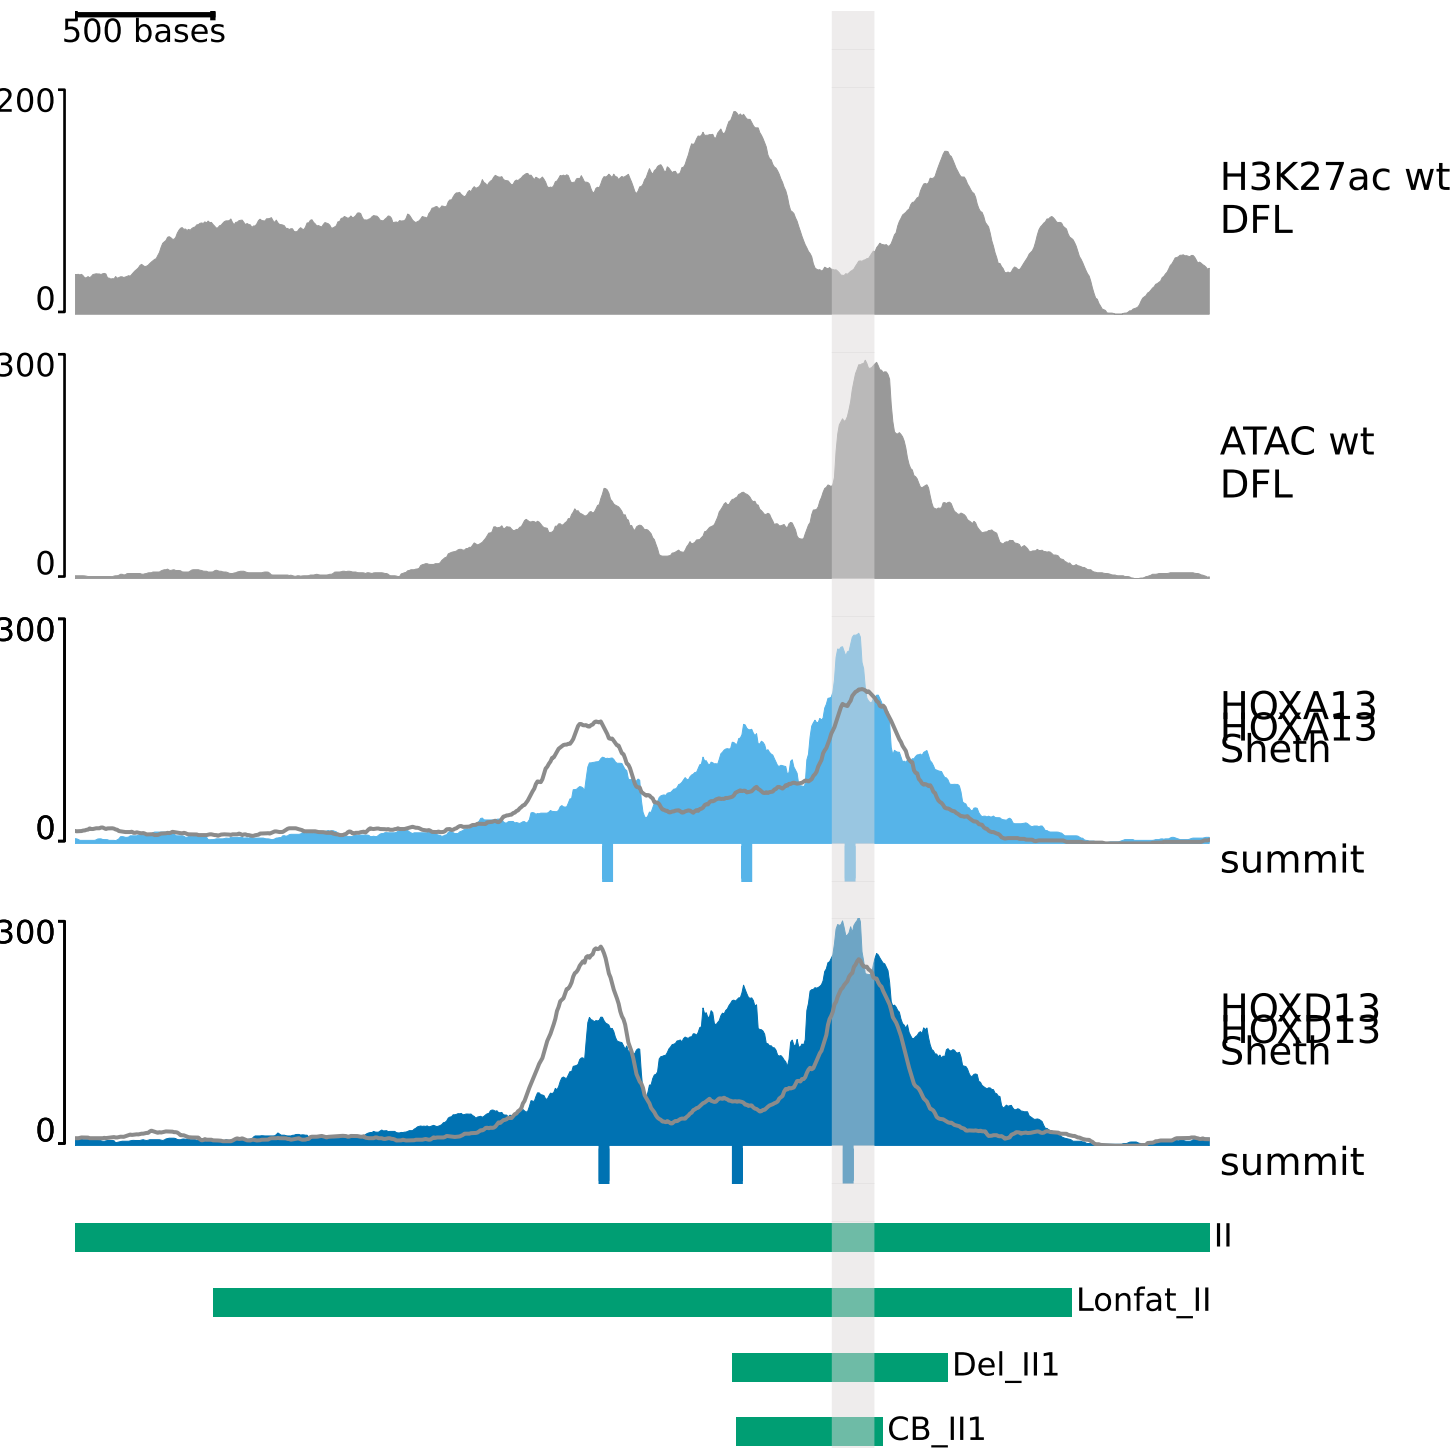 500 bases
200
0
H3K27ac wt
DFL
300
0
ATAC wt
DFL
300
0
HOXA13
HOXA13
Sheth
summit
300
0
HOXD13
HOXD13
Sheth
summit
II
Lonfat_II
Del_II1
CB_II1